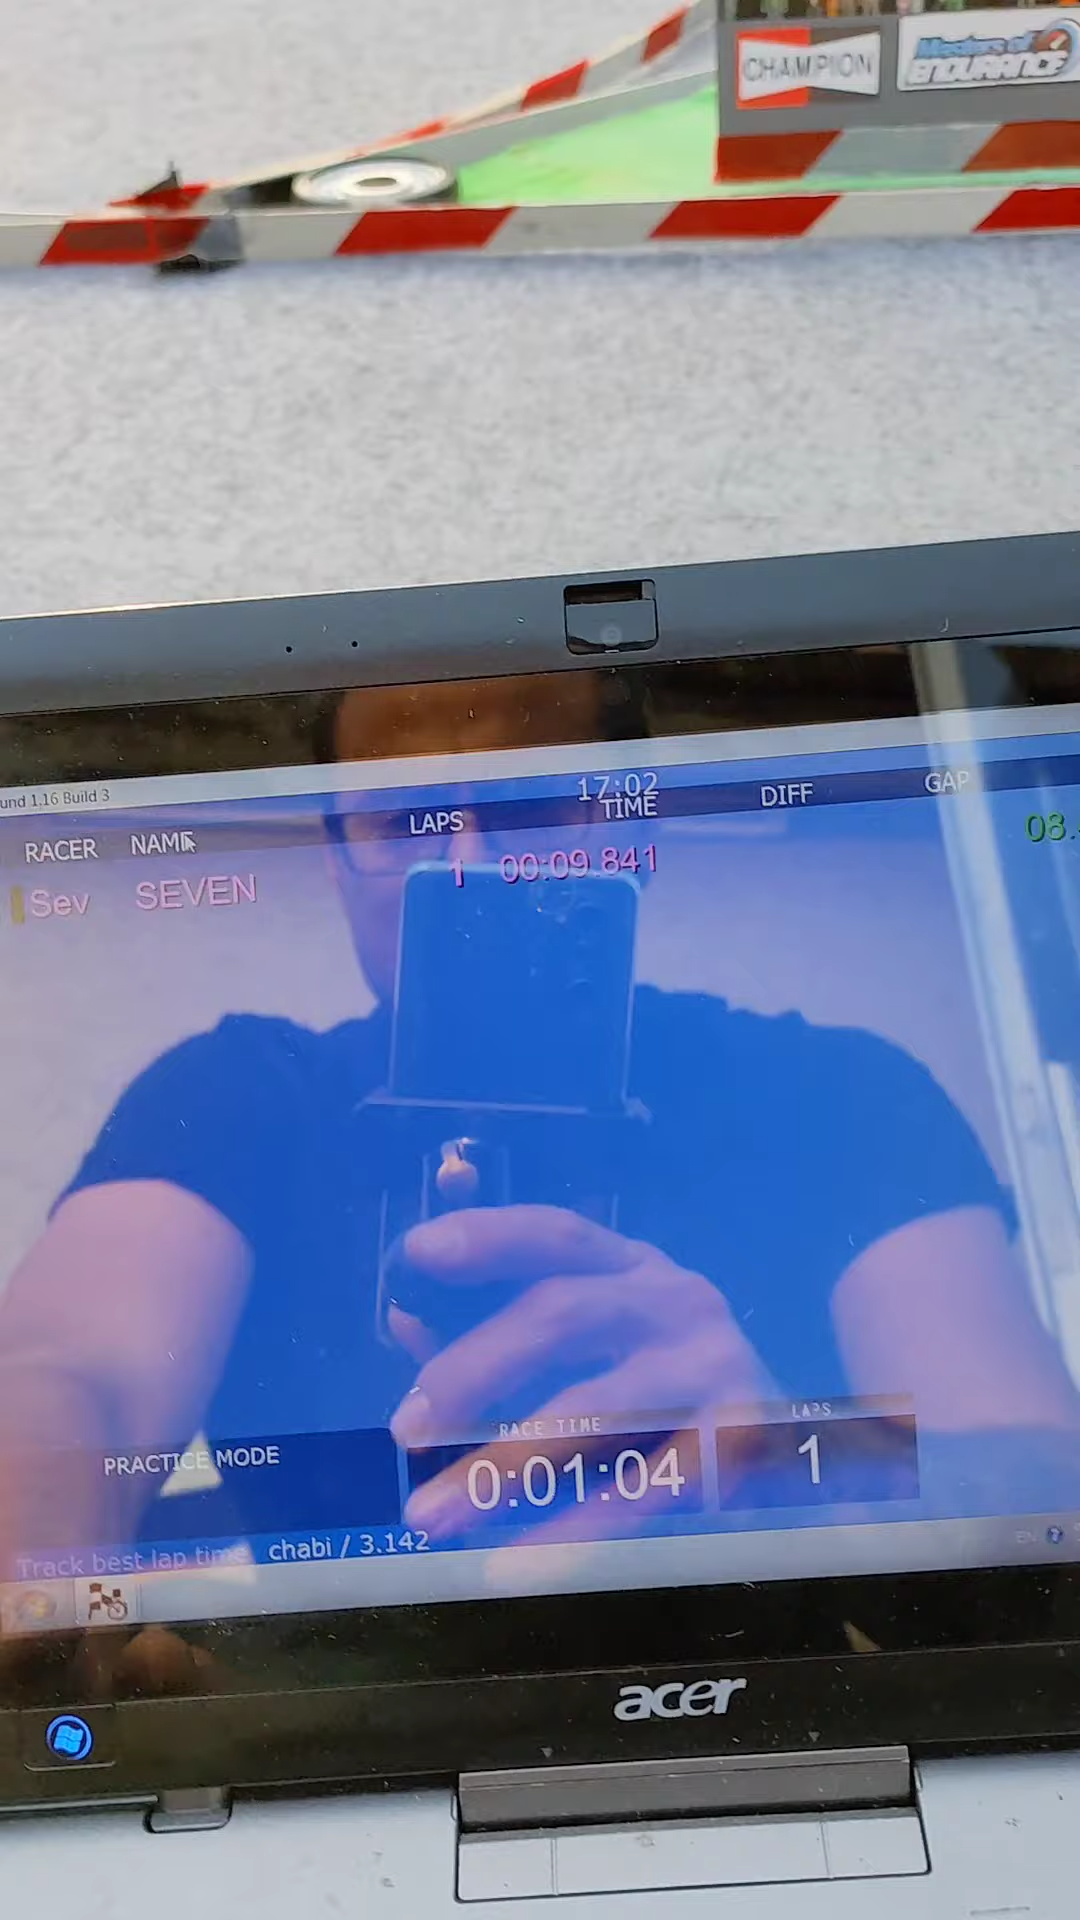 CHAMPION
Masters of
ENDURANCE
und 1.16 Build 3
17:02
RACER NAME LAPS TIME DIFF GAP
Sev SEVEN 1 00:09.841 08.
PRACTICE MODE
RACE TIME
0:01:04
LAPS
1
Track best lap time chabi / 3.142
EN
acer